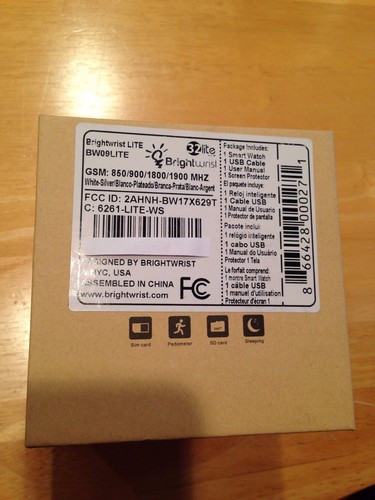 Brightwrist LITE
BW09LITE
32lite
Brightwrist
GSM: 850/900/1800/1900 MHZ
White-Silver/Blanco-Plateado/Branca-Prata/Blanc-Argent
FCC ID: 2AHNH-BW17X629T
C: 6261-LITE-WS
DESIGNED BY BRIGHTWRIST
NYC, USA
ASSEMBLED IN CHINA
www.brightwrist.com
FC
Package Includes:
1 Smart Watch
1 USB Cable
1 User Manual
1 Screen Protector
El paquete incluye:
1 Reloj inteligente
1 Cable USB
1 Manual de Usuario
1 Protector de pantalla
Pacote inclui:
1 relógio inteligente
1 cabo USB
1 Manual do Usuário
Protector 1 Tela
Le forfait comprend:
1 montre Smart Watch
1 câble USB
1 manuel d'utilisation
Protecteur d'écran 1
8 66428 00027 1
Sim card
Pedometer
SD card
Sleeping